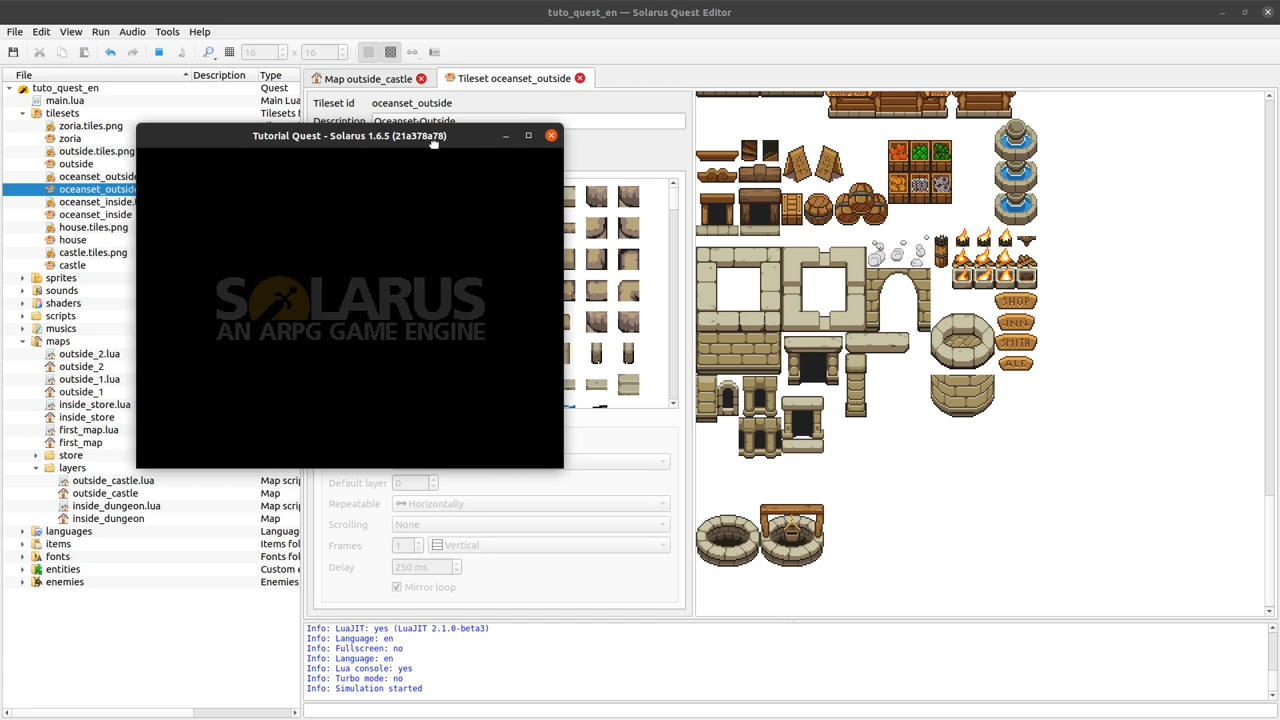 tuto_quest_en — Solarus Quest Editor
File Edit View Run Audio Tools Help
16 x 16
File Description Type
tuto_quest_en Quest
main.lua Main Lua
tilesets Tilesets f
zoria.tiles.png
zoria
outside.tiles.png
outside
oceanset_outside
oceanset_outside
oceanset_inside.
oceanset_inside
house.tiles.png
house
castle.tiles.png
castle
sprites
sounds
shaders
scripts
musics
maps
outside_2.lua
outside_2
outside_1.lua
outside_1
inside_store.lua
inside_store
first_map.lua
first_map
store
layers
outside_castle.lua Map scri
outside_castle Map
inside_dungeon.lua Map scri
inside_dungeon Map
languages Languag
items Items fol
fonts Fonts fo
entities Custom e
enemies Enemies
Map outside_castle
Tileset oceanset_outside
Tileset id oceanset_outside
Description Oceanset-Outside
Tutorial Quest - Solarus 1.6.5 (21a378a78)
SOLARUS
AN ARPG GAME ENGINE
Default layer 0
Repeatable Horizontally
Scrolling None
Frames 1 Vertical
Delay 250 ms
Mirror loop
SHOP
INN
SMITH
ALE
Info: LuaJIT: yes (LuaJIT 2.1.0-beta3)
Info: Language: en
Info: Fullscreen: no
Info: Language: en
Info: Lua console: yes
Info: Turbo mode: no
Info: Simulation started